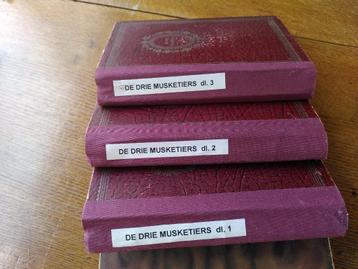 DE DRIE MUSKETIERS dl. 3
DE DRIE MUSKETIERS dl. 2
DE DRIE MUSKETIERS dl. 1